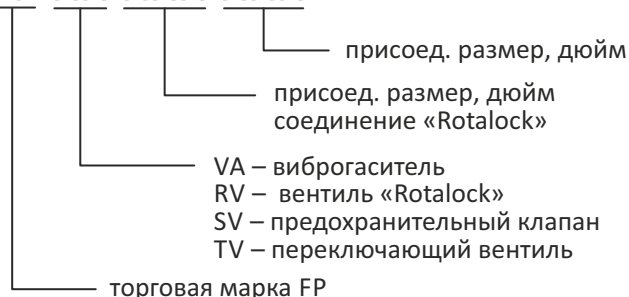 присоед. размер, дюйм
присоед. размер, дюйм
соединение «Rotalock»
VA – виброгаситель
RV – вентиль «Rotalock»
SV – предохранительный клапан
TV – переключающий вентиль
торговая марка FP